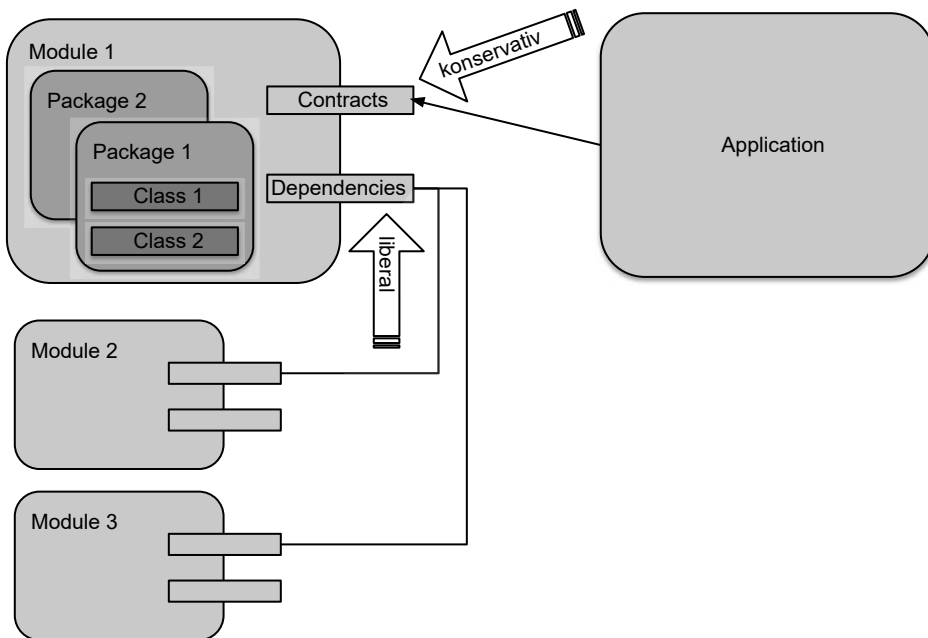 Module 1
Package 2
Package 1
Class 1
Class 2
Contracts
Dependencies
konservativ
liberal
Application
Module 2
Module 3